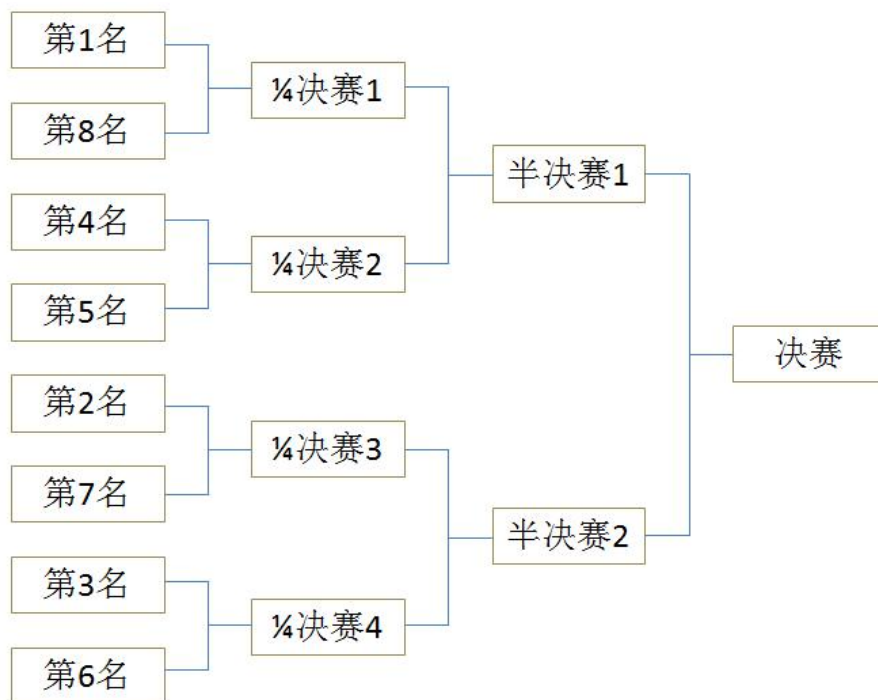 第1名
第8名
第4名
第5名
第2名
第7名
第3名
第6名
¼决赛1
¼决赛2
¼决赛3
¼决赛4
半决赛1
半决赛2
决赛